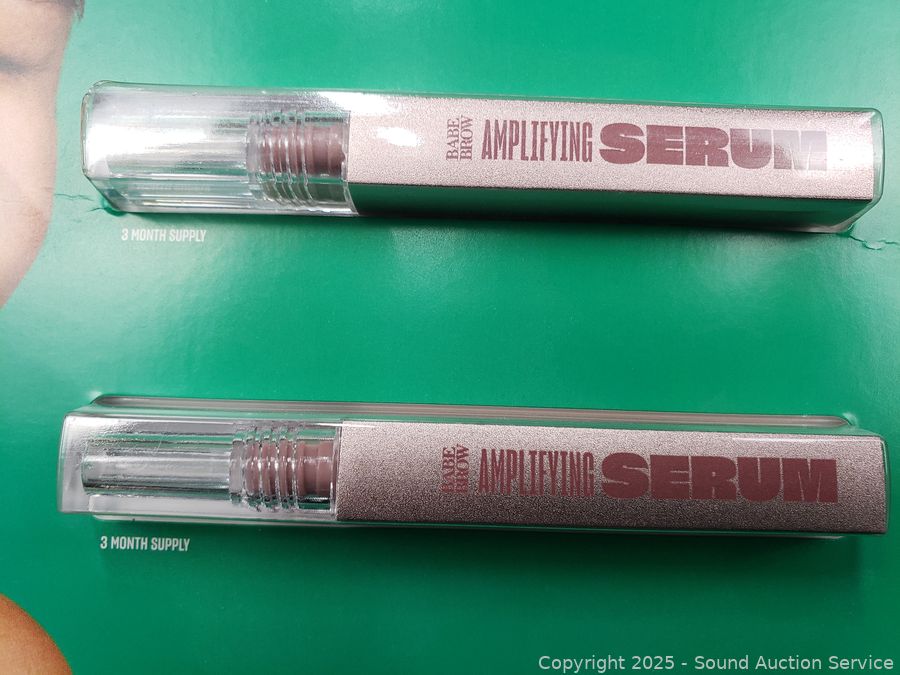 BABE
BROW
AMPLIFYING
SERUM
3 MONTH SUPPLY
BABE
BROW
AMPLIFYING
SERUM
3 MONTH SUPPLY
Copyright 2025 - Sound Auction Service